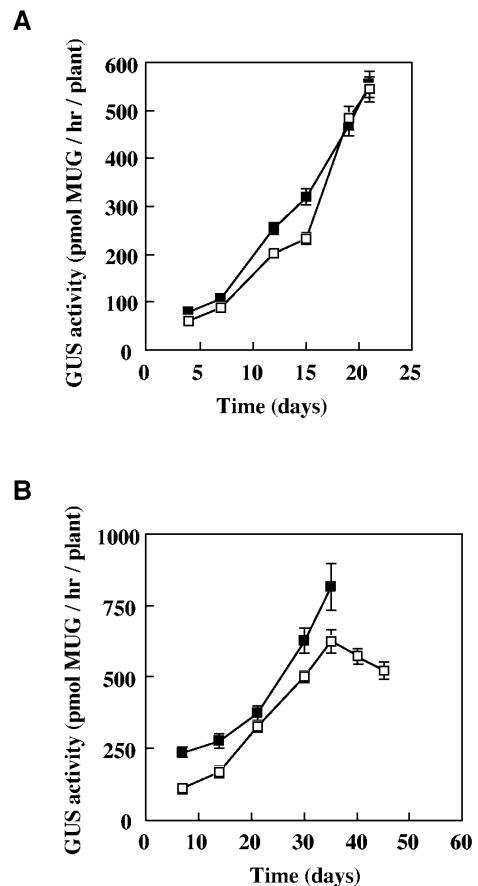 A
GUS activity (pmol MUG / hr / plant)
600
500
400
300
200
100
0
0 5 10 15 20 25
Time (days)
B
GUS activity (pmol MUG / hr / plant)
1000
750
500
250
0
0 10 20 30 40 50 60
Time (days)